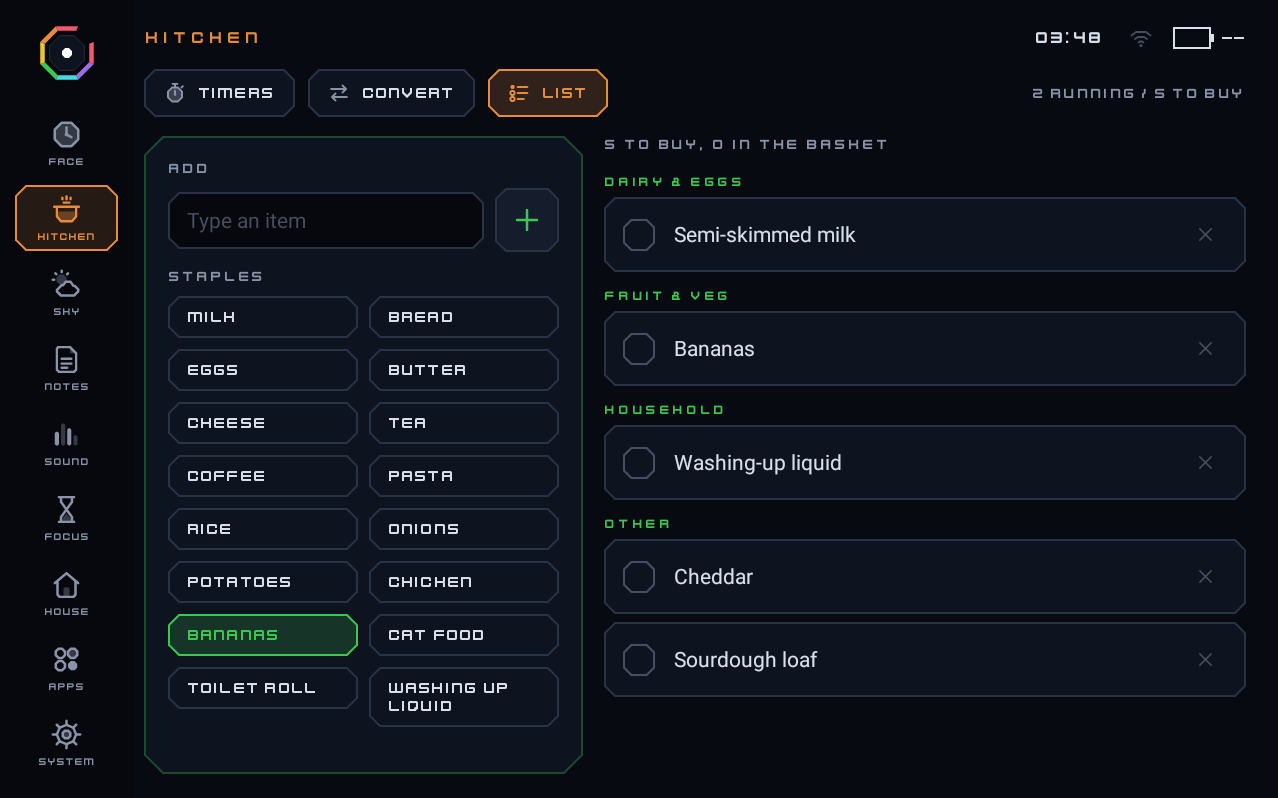 KITCHEN
03:48
--
TIMERS
CONVERT
LIST
2 RUNNING / 5 TO BUY
FACE
KITCHEN
SKY
NOTES
SOUND
FOCUS
HOUSE
APPS
SYSTEM
ADD
Type an item
STAPLES
MILK
BREAD
EGGS
BUTTER
CHEESE
TEA
COFFEE
PASTA
RICE
ONIONS
POTATOES
CHICKEN
BANANAS
CAT FOOD
TOILET ROLL
WASHING UP
LIQUID
5 TO BUY, 0 IN THE BASKET
DAIRY & EGGS
Semi-skimmed milk
FRUIT & VEG
Bananas
HOUSEHOLD
Washing-up liquid
OTHER
Cheddar
Sourdough loaf